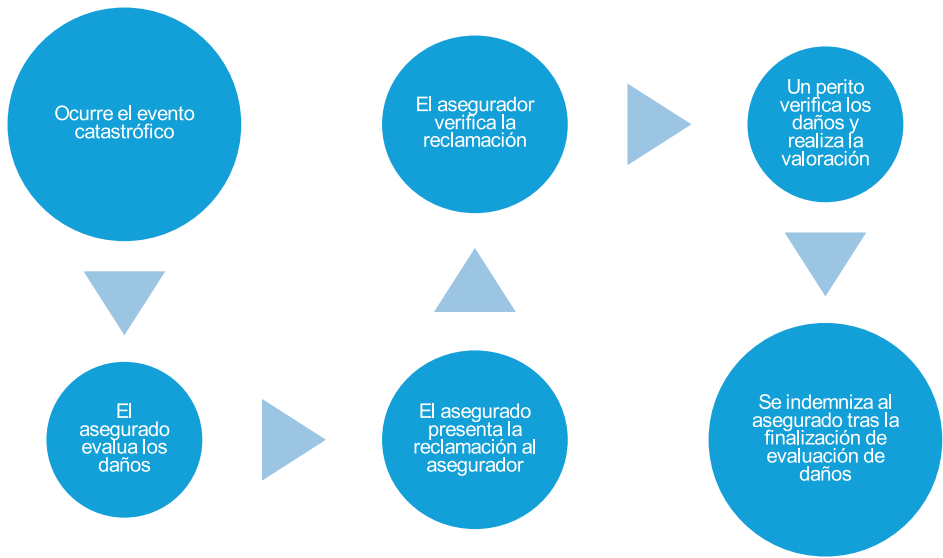 Ocurre el evento
catastrófico
El
asegurado
evalua los
daños
El asegurado
presenta la
reclamación al
asegurador
El asegurador
verifica la
reclamación
Un perito
verifica los
daños y
realiza la
valoración
Se indemniza al
asegurado tras la
finalización de
evaluación de
daños